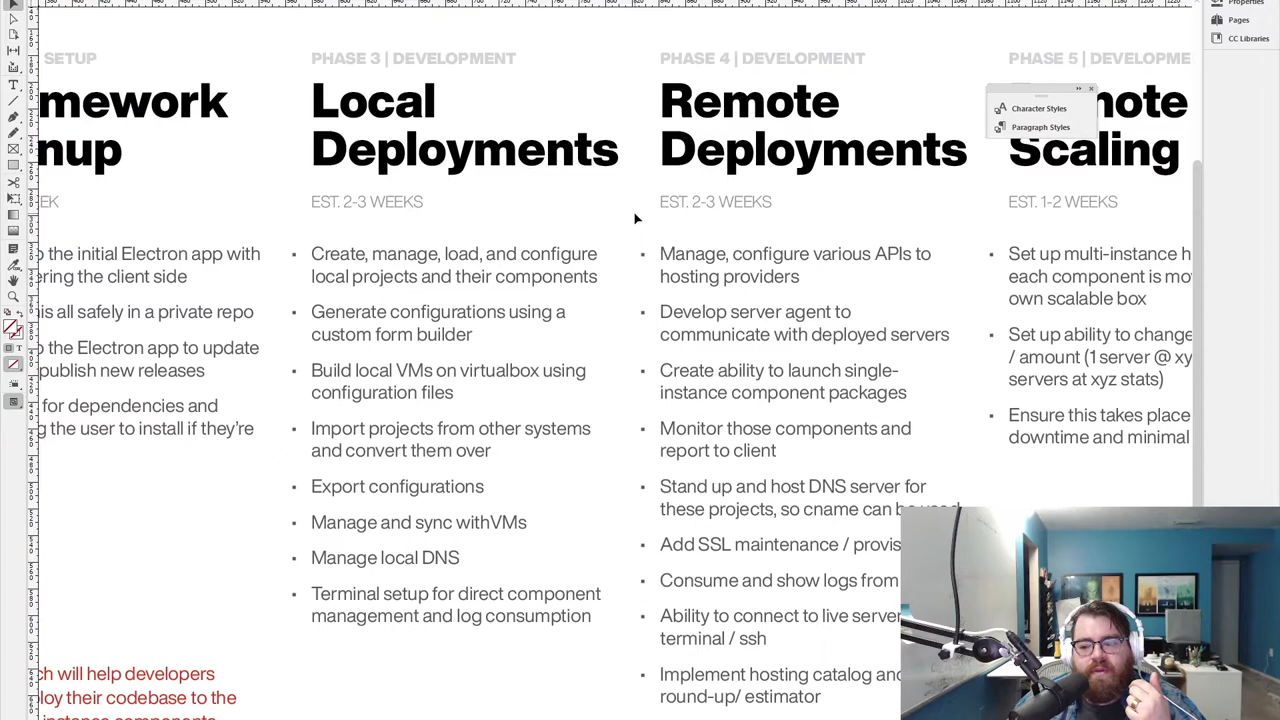 Properties
Pages
CC Libraries
SETUP
mework
nup
EEK
p the initial Electron app with
ering the client side
is all safely in a private repo
p the Electron app to update
publish new releases
for dependencies and
g the user to install if they're
ch will help developers
loy their codebase to the
instance components
PHASE 3 | DEVELOPMENT
Local
Deployments
EST. 2-3 WEEKS
▪ Create, manage, load, and configure
local projects and their components
▪ Generate configurations using a
custom form builder
▪ Build local VMs on virtualbox using
configuration files
▪ Import projects from other systems
and convert them over
▪ Export configurations
▪ Manage and sync withVMs
▪ Manage local DNS
▪ Terminal setup for direct component
management and log consumption
PHASE 4 | DEVELOPMENT
Remote
Deployments
EST. 2-3 WEEKS
▪ Manage, configure various APIs to
hosting providers
▪ Develop server agent to
communicate with deployed servers
▪ Create ability to launch single-
instance component packages
▪ Monitor those components and
report to client
▪ Stand up and host DNS server for
these projects, so cname can be used
▪ Add SSL maintenance / provis
▪ Consume and show logs from
▪ Ability to connect to live server
terminal / ssh
▪ Implement hosting catalog and
round-up/ estimator
PHASE 5 | DEVELOPME
Character Styles
Paragraph Styles
mote
Scaling
EST. 1-2 WEEKS
▪ Set up multi-instance h
each component is mov
own scalable box
▪ Set up ability to change
/ amount (1 server @ xy
servers at xyz stats)
▪ Ensure this takes place
downtime and minimal